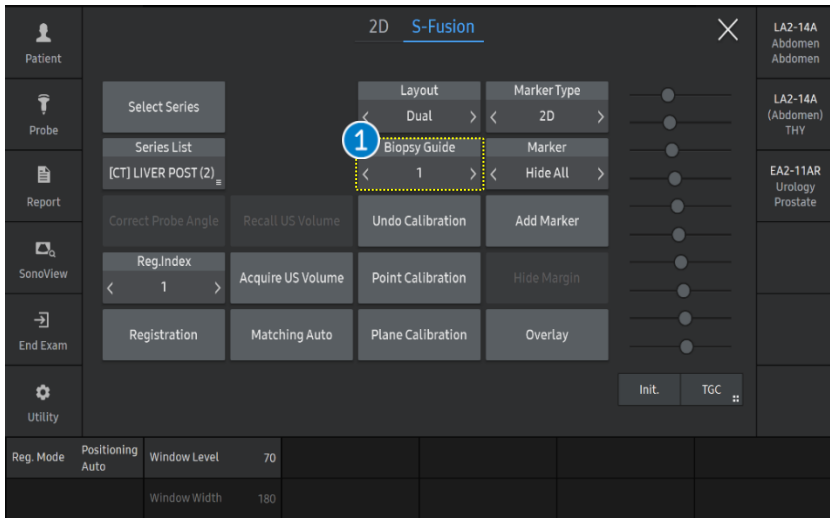 2D S-Fusion
Patient
Probe
Report
SonoView
End Exam
Utility
Select Series
Layout
Dual
Marker Type
2D
Series List
[CT] LIVER POST (2)
1
Biopsy Guide
1
Marker
Hide All
Correct Probe Angle
Recall US Volume
Undo Calibration
Add Marker
Reg.Index
1
Acquire US Volume
Point Calibration
Hide Margin
Registration
Matching Auto
Plane Calibration
Overlay
Init.
TGC
LA2-14A
Abdomen
Abdomen
LA2-14A
(Abdomen)
THY
EA2-11AR
Urology
Prostate
Reg. Mode
Positioning
Auto
Window Level 70
Window Width 180